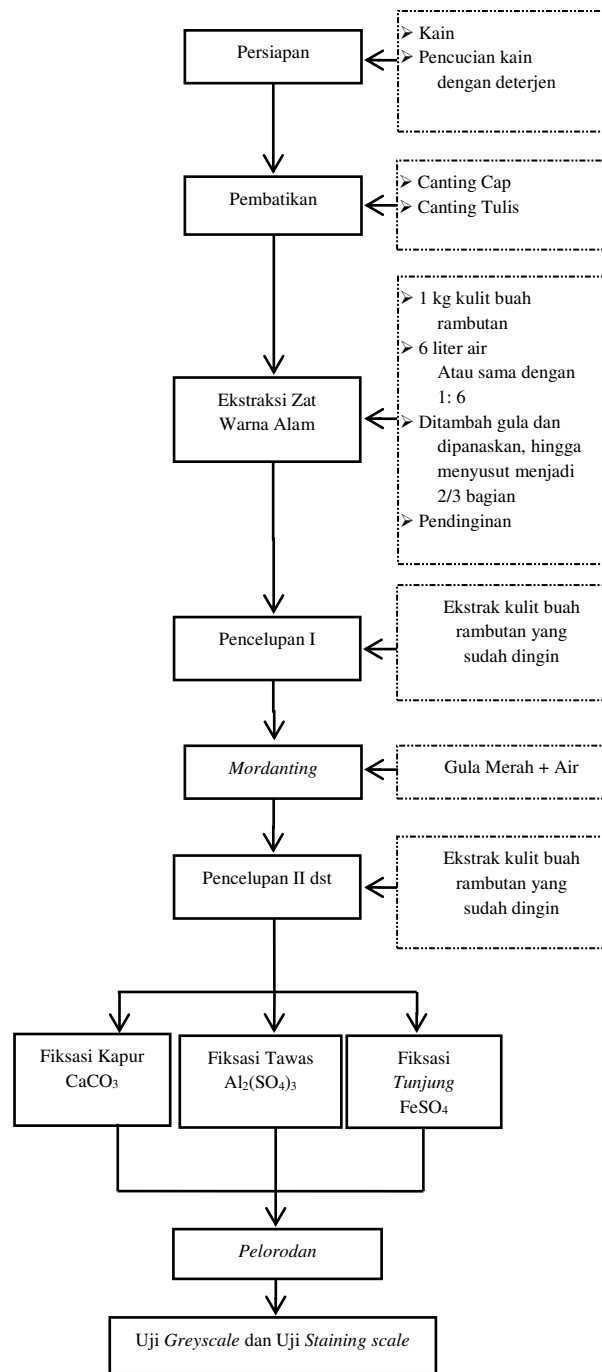 Persiapan
➢ Kain
➢ Pencucian kain
dengan deterjen
Pembatikan
➢ Canting Cap
➢ Canting Tulis
Ekstraksi Zat
Warna Alam
➢ 1 kg kulit buah
rambutan
➢ 6 liter air
Atau sama dengan
1: 6
➢ Ditambah gula dan
dipanaskan, hingga
menyusut menjadi
2/3 bagian
➢ Pendinginan
Pencelupan I
Ekstrak kulit buah
rambutan yang
sudah dingin
Mordanting
Gula Merah + Air
Pencelupan II dst
Ekstrak kulit buah
rambutan yang
sudah dingin
Fiksasi Kapur
CaCO₃
Fiksasi Tawas
Al₂(SO₄)₃
Fiksasi
Tunjung
FeSO₄
Pelorodan
Uji Greyscale dan Uji Staining scale